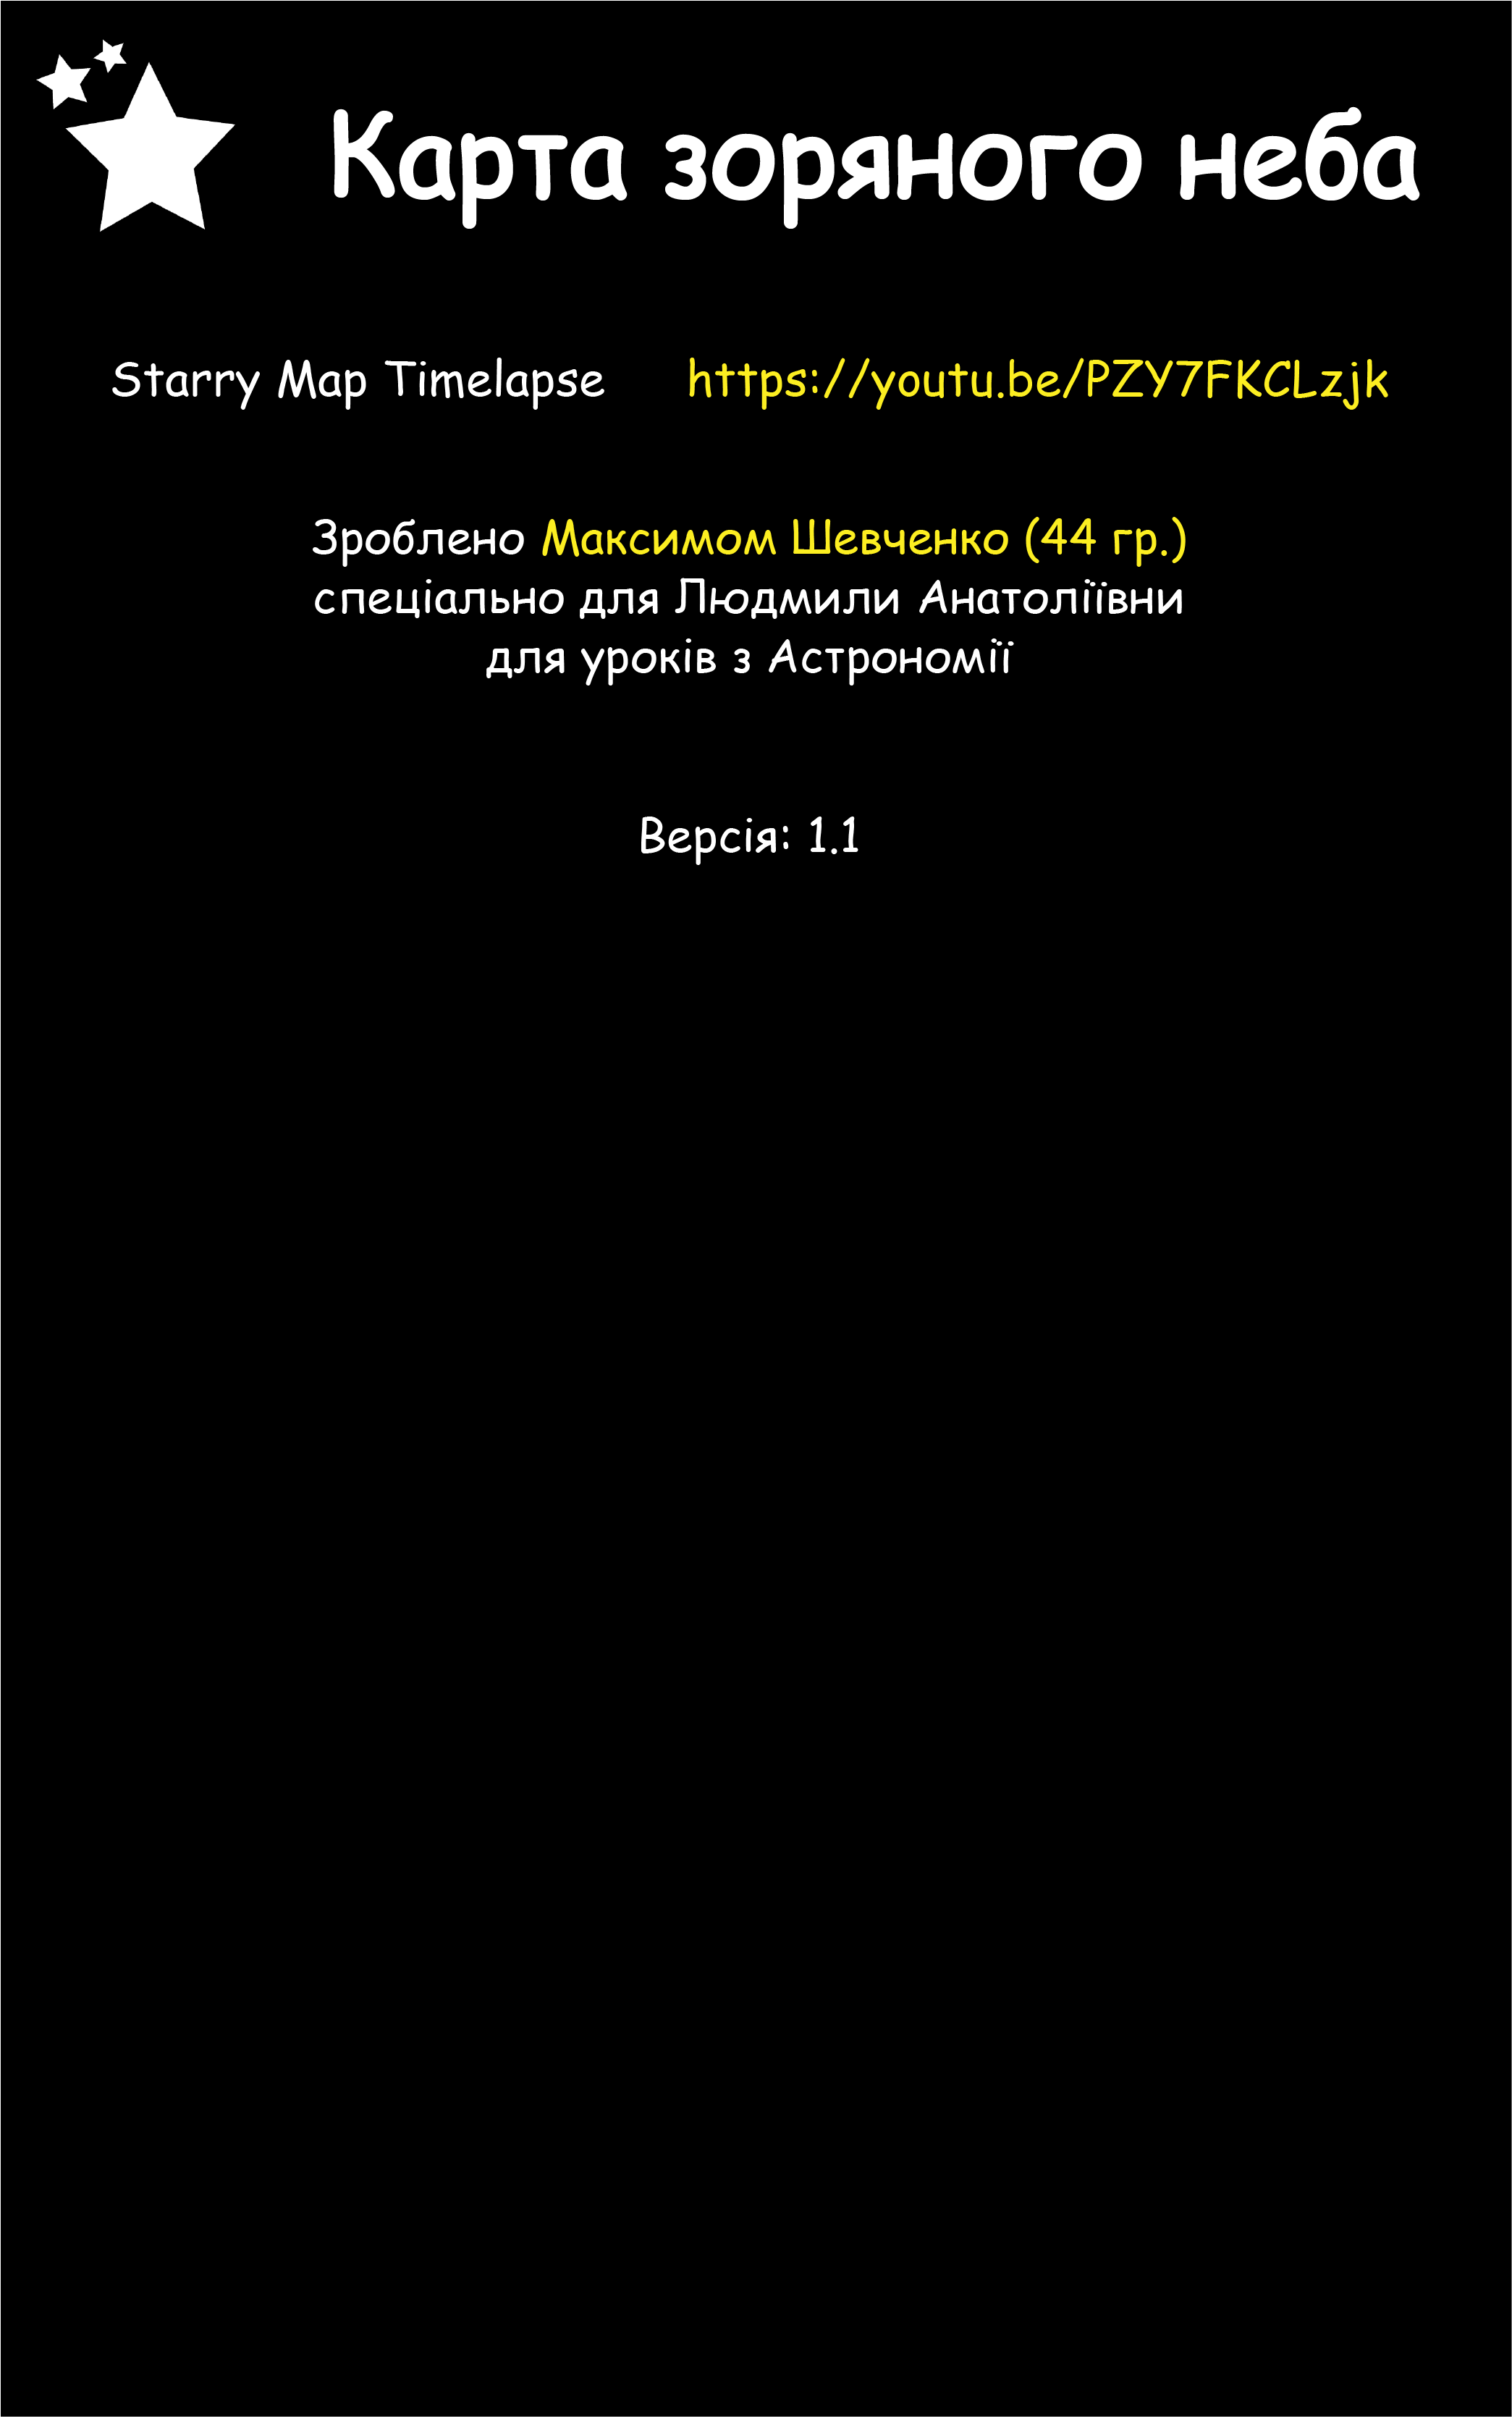 Карта зоряного неба
Starry Map Timelapse https://youtu.be/PZY7FKCLzjk
Зроблено Максимом Шевченко (44 гр.)
спеціально для Людмили Анатоліївни
для уроків з Астрономії
Версія: 1.1